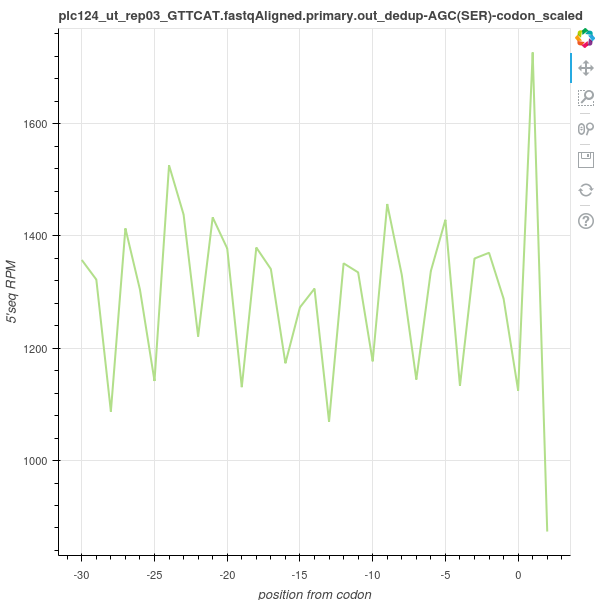 plc124_ut_rep03_GTTCAT.fastqAligned.primary.out_dedup-AGC(SER)-codon_scaled
1600
1400
1200
1000
5'seq RPM
-30 -25 -20 -15 -10 -5 0
position from codon